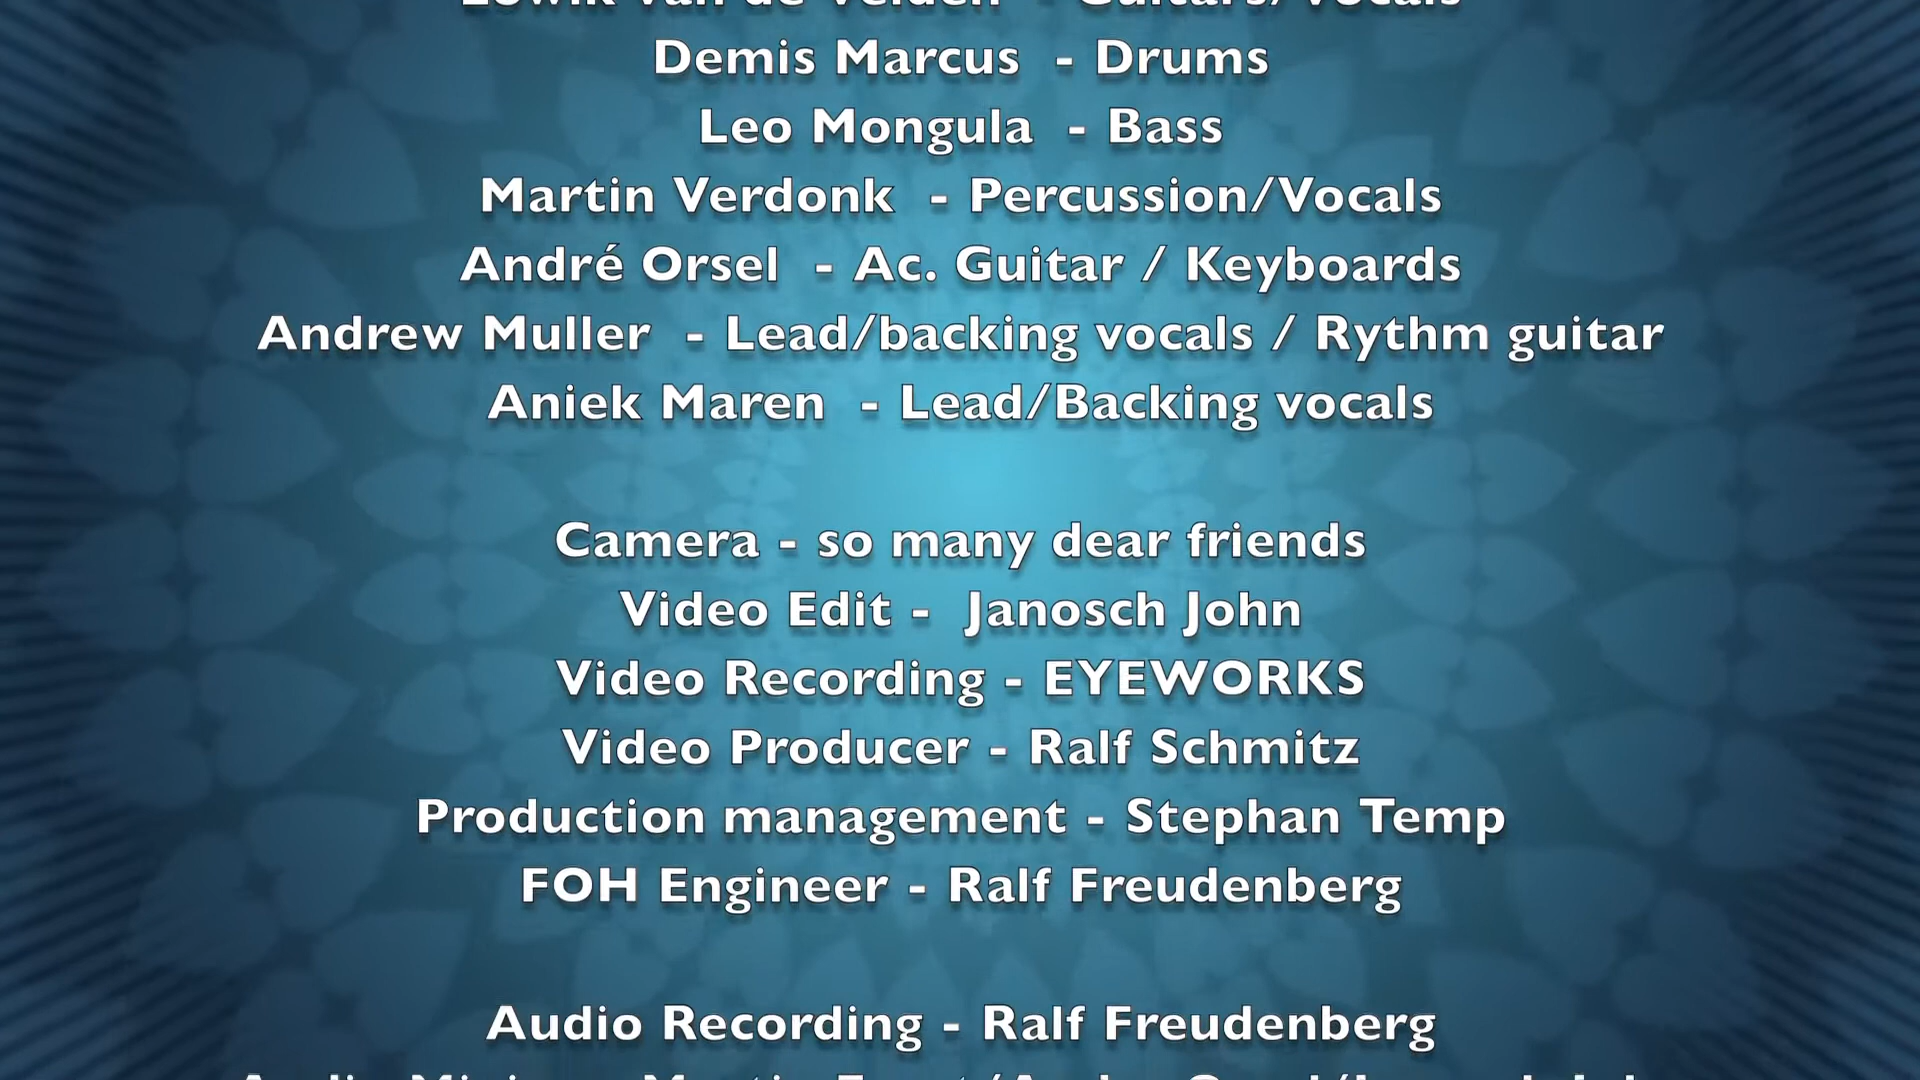 Demis Marcus - Drums
Leo Mongula - Bass
Martin Verdonk - Percussion/Vocals
André Orsel - Ac. Guitar / Keyboards
Andrew Muller - Lead/backing vocals / Rythm guitar
Aniek Maren - Lead/Backing vocals
Camera - so many dear friends
Video Edit - Janosch John
Video Recording - EYEWORKS
Video Producer - Ralf Schmitz
Production management - Stephan Temp
FOH Engineer - Ralf Freudenberg
Audio Recording - Ralf Freudenberg